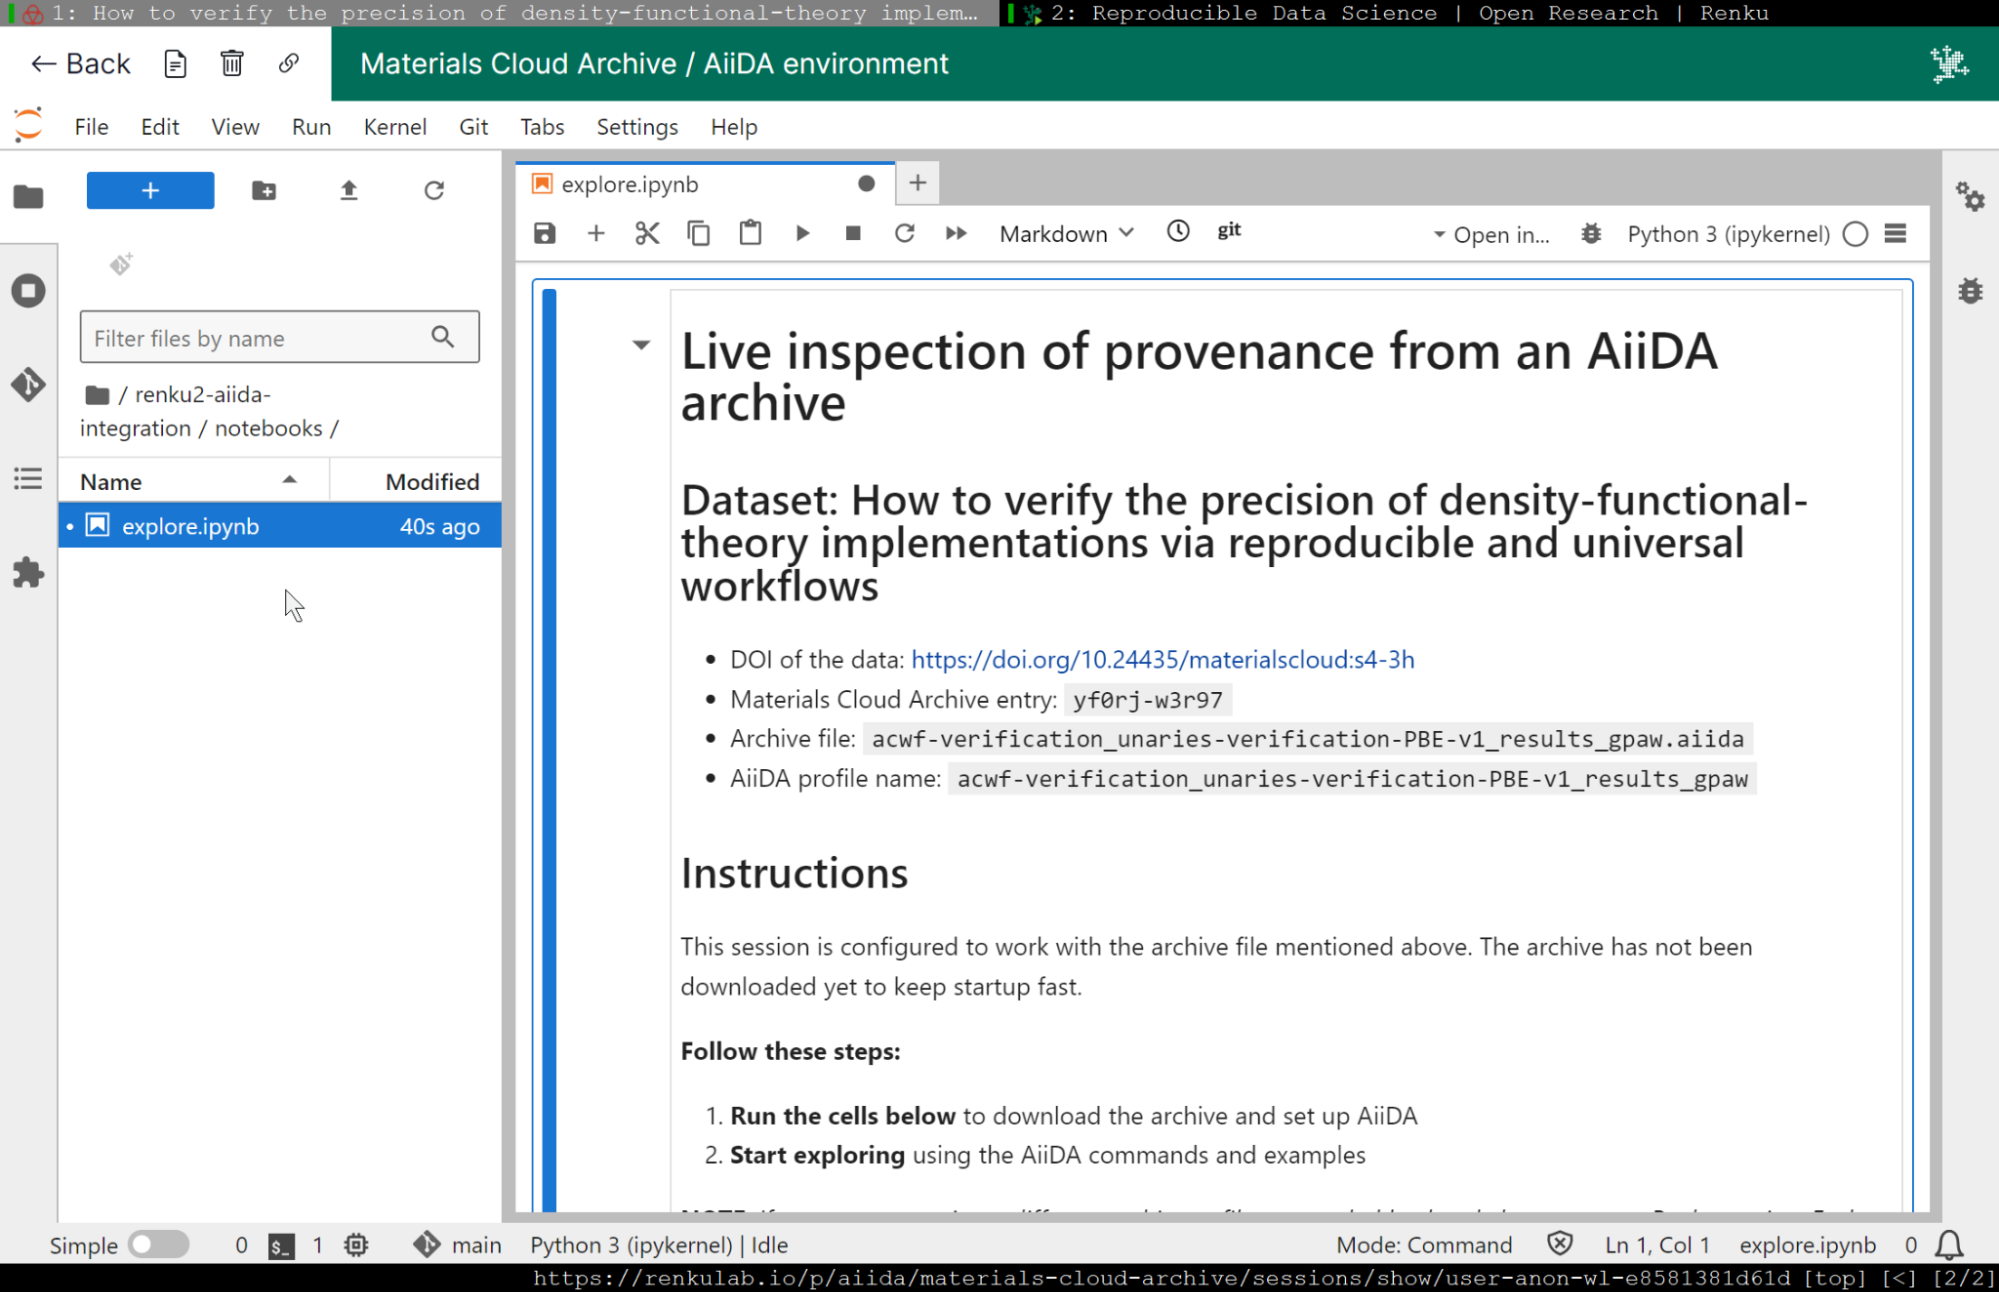 1: How to verify the precision of density-functional-theory implem… 2: Reproducible Data Science | Open Research | Renku
Back
Materials Cloud Archive / AiiDA environment
File Edit View Run Kernel Git Tabs Settings Help
+
explore.ipynb
+
Markdown
git
Open in...
Python 3 (ipykernel)
Filter files by name
/ renku2-aiida-
integration / notebooks /
Name Modified
• explore.ipynb 40s ago
Live inspection of provenance from an AiiDA
archive
Dataset: How to verify the precision of density-functional-
theory implementations via reproducible and universal
workflows
• DOI of the data: https://doi.org/10.24435/materialscloud:s4-3h
• Materials Cloud Archive entry: yf0rj-w3r97
• Archive file: acwf-verification_unaries-verification-PBE-v1_results_gpaw.aiida
• AiiDA profile name: acwf-verification_unaries-verification-PBE-v1_results_gpaw
Instructions
This session is configured to work with the archive file mentioned above. The archive has not been
downloaded yet to keep startup fast.
Follow these steps:
1. Run the cells below to download the archive and set up AiiDA
2. Start exploring using the AiiDA commands and examples
Simple 0 $_ 1 main Python 3 (ipykernel) | Idle Mode: Command Ln 1, Col 1 explore.ipynb 0
https://renkulab.io/p/aiida/materials-cloud-archive/sessions/show/user-anon-wl-e8581381d61d [top] [<] [2/2]